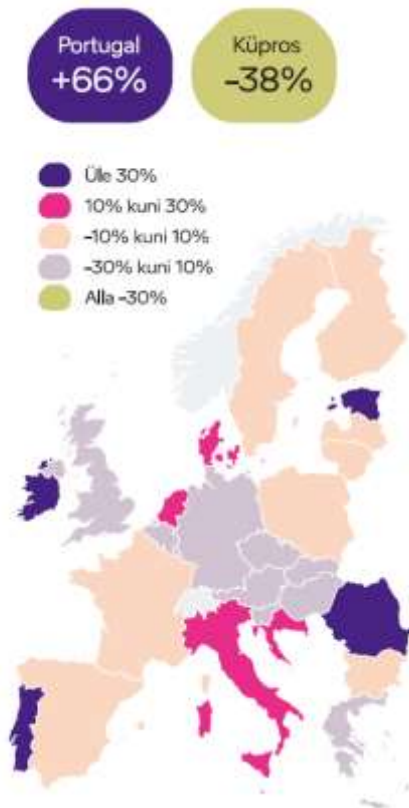 Portugal
+66%
Küpros
-38%
Üle 30%
10% kuni 30%
-10% kuni 10%
-30% kuni 10%
Alla -30%